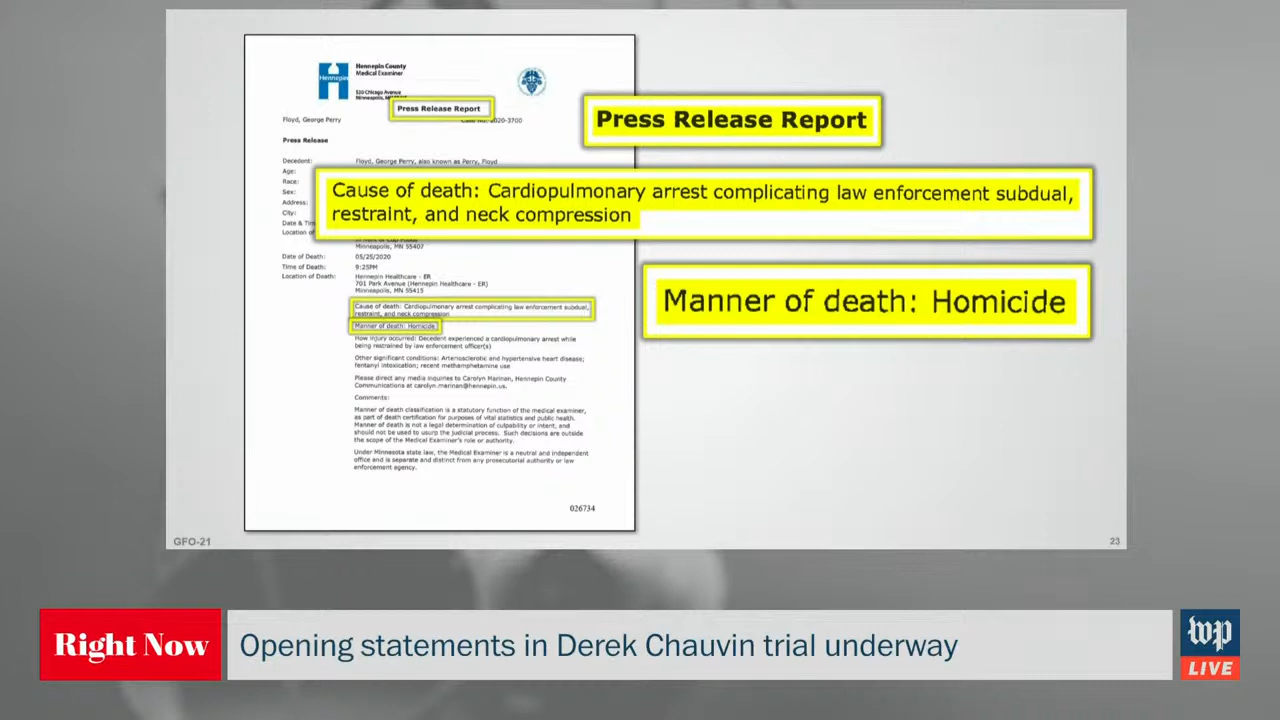 Hennepin
Hennepin County
Medical Examiner
530 Chicago Avenue
Minneapolis, MN
Press Release Report
Floyd, George Perry
2020-3700
Press Release
Decedent: Floyd, George Perry, also known as Perry, Floyd
Age:
Race:
Sex:
Address:
City:
Date &
Location of
Minneapolis, MN 55407
Date of Death: 05/25/2020
Time of Death: 9:25PM
Location of Death: Hennepin Healthcare - ER
701 Park Avenue (Hennepin Healthcare - ER)
Minneapolis, MN 55415
Cause of death: Cardiopulmonary arrest complicating law enforcement subdual,
restraint, and neck compression
Manner of death: Homicide
How injury occurred: Decedent experienced a cardiopulmonary arrest while
being restrained by law enforcement officer(s)
Other significant conditions: Arteriosclerotic and hypertensive heart disease;
fentanyl intoxication; recent methamphetamine use
Please direct any media inquiries to Carolyn Marinan, Hennepin County
Communications at carolyn.marinan@hennepin.us.
Comments:
Manner of death classification is a statutory function of the medical examiner,
as part of death certification for purposes of vital statistics and public health.
Manner of death is not a legal determination of culpability or intent, and
should not be used to usurp the judicial process. Such decisions are outside
the scope of the Medical Examiner's role or authority.
Under Minnesota state law, the Medical Examiner is a neutral and independent
office and is separate and distinct from any prosecutorial authority or law
enforcement agency.
026734
Press Release Report
Cause of death: Cardiopulmonary arrest complicating law enforcement subdual,
restraint, and neck compression
Manner of death: Homicide
GFO-21
23
Right Now
Opening statements in Derek Chauvin trial underway
wp
LIVE